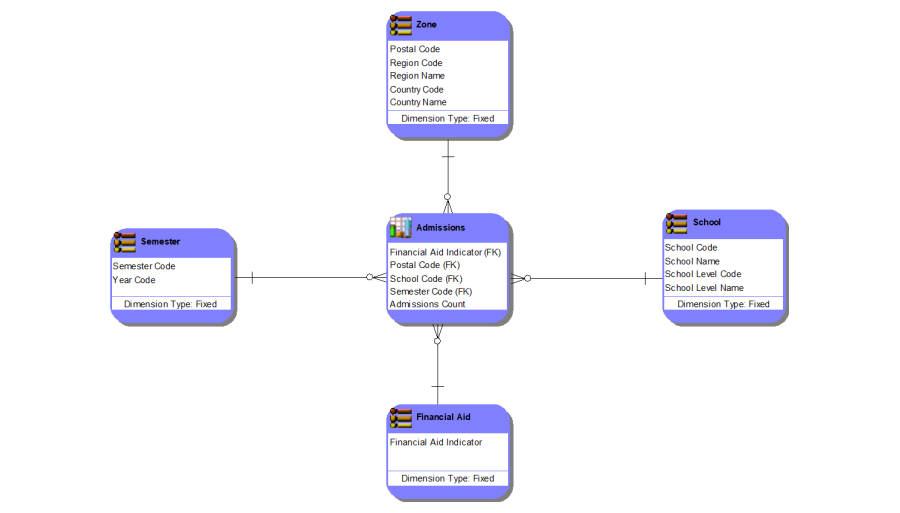 Zone
Postal Code
Region Code
Region Name
Country Code
Country Name
Dimension Type: Fixed
Semester
Semester Code
Year Code
Dimension Type: Fixed
Admissions
Financial Aid Indicator (FK)
Postal Code (FK)
School Code (FK)
Semester Code (FK)
Admissions Count
School
School Code
School Name
School Level Code
School Level Name
Dimension Type: Fixed
Financial Aid
Financial Aid Indicator
Dimension Type: Fixed